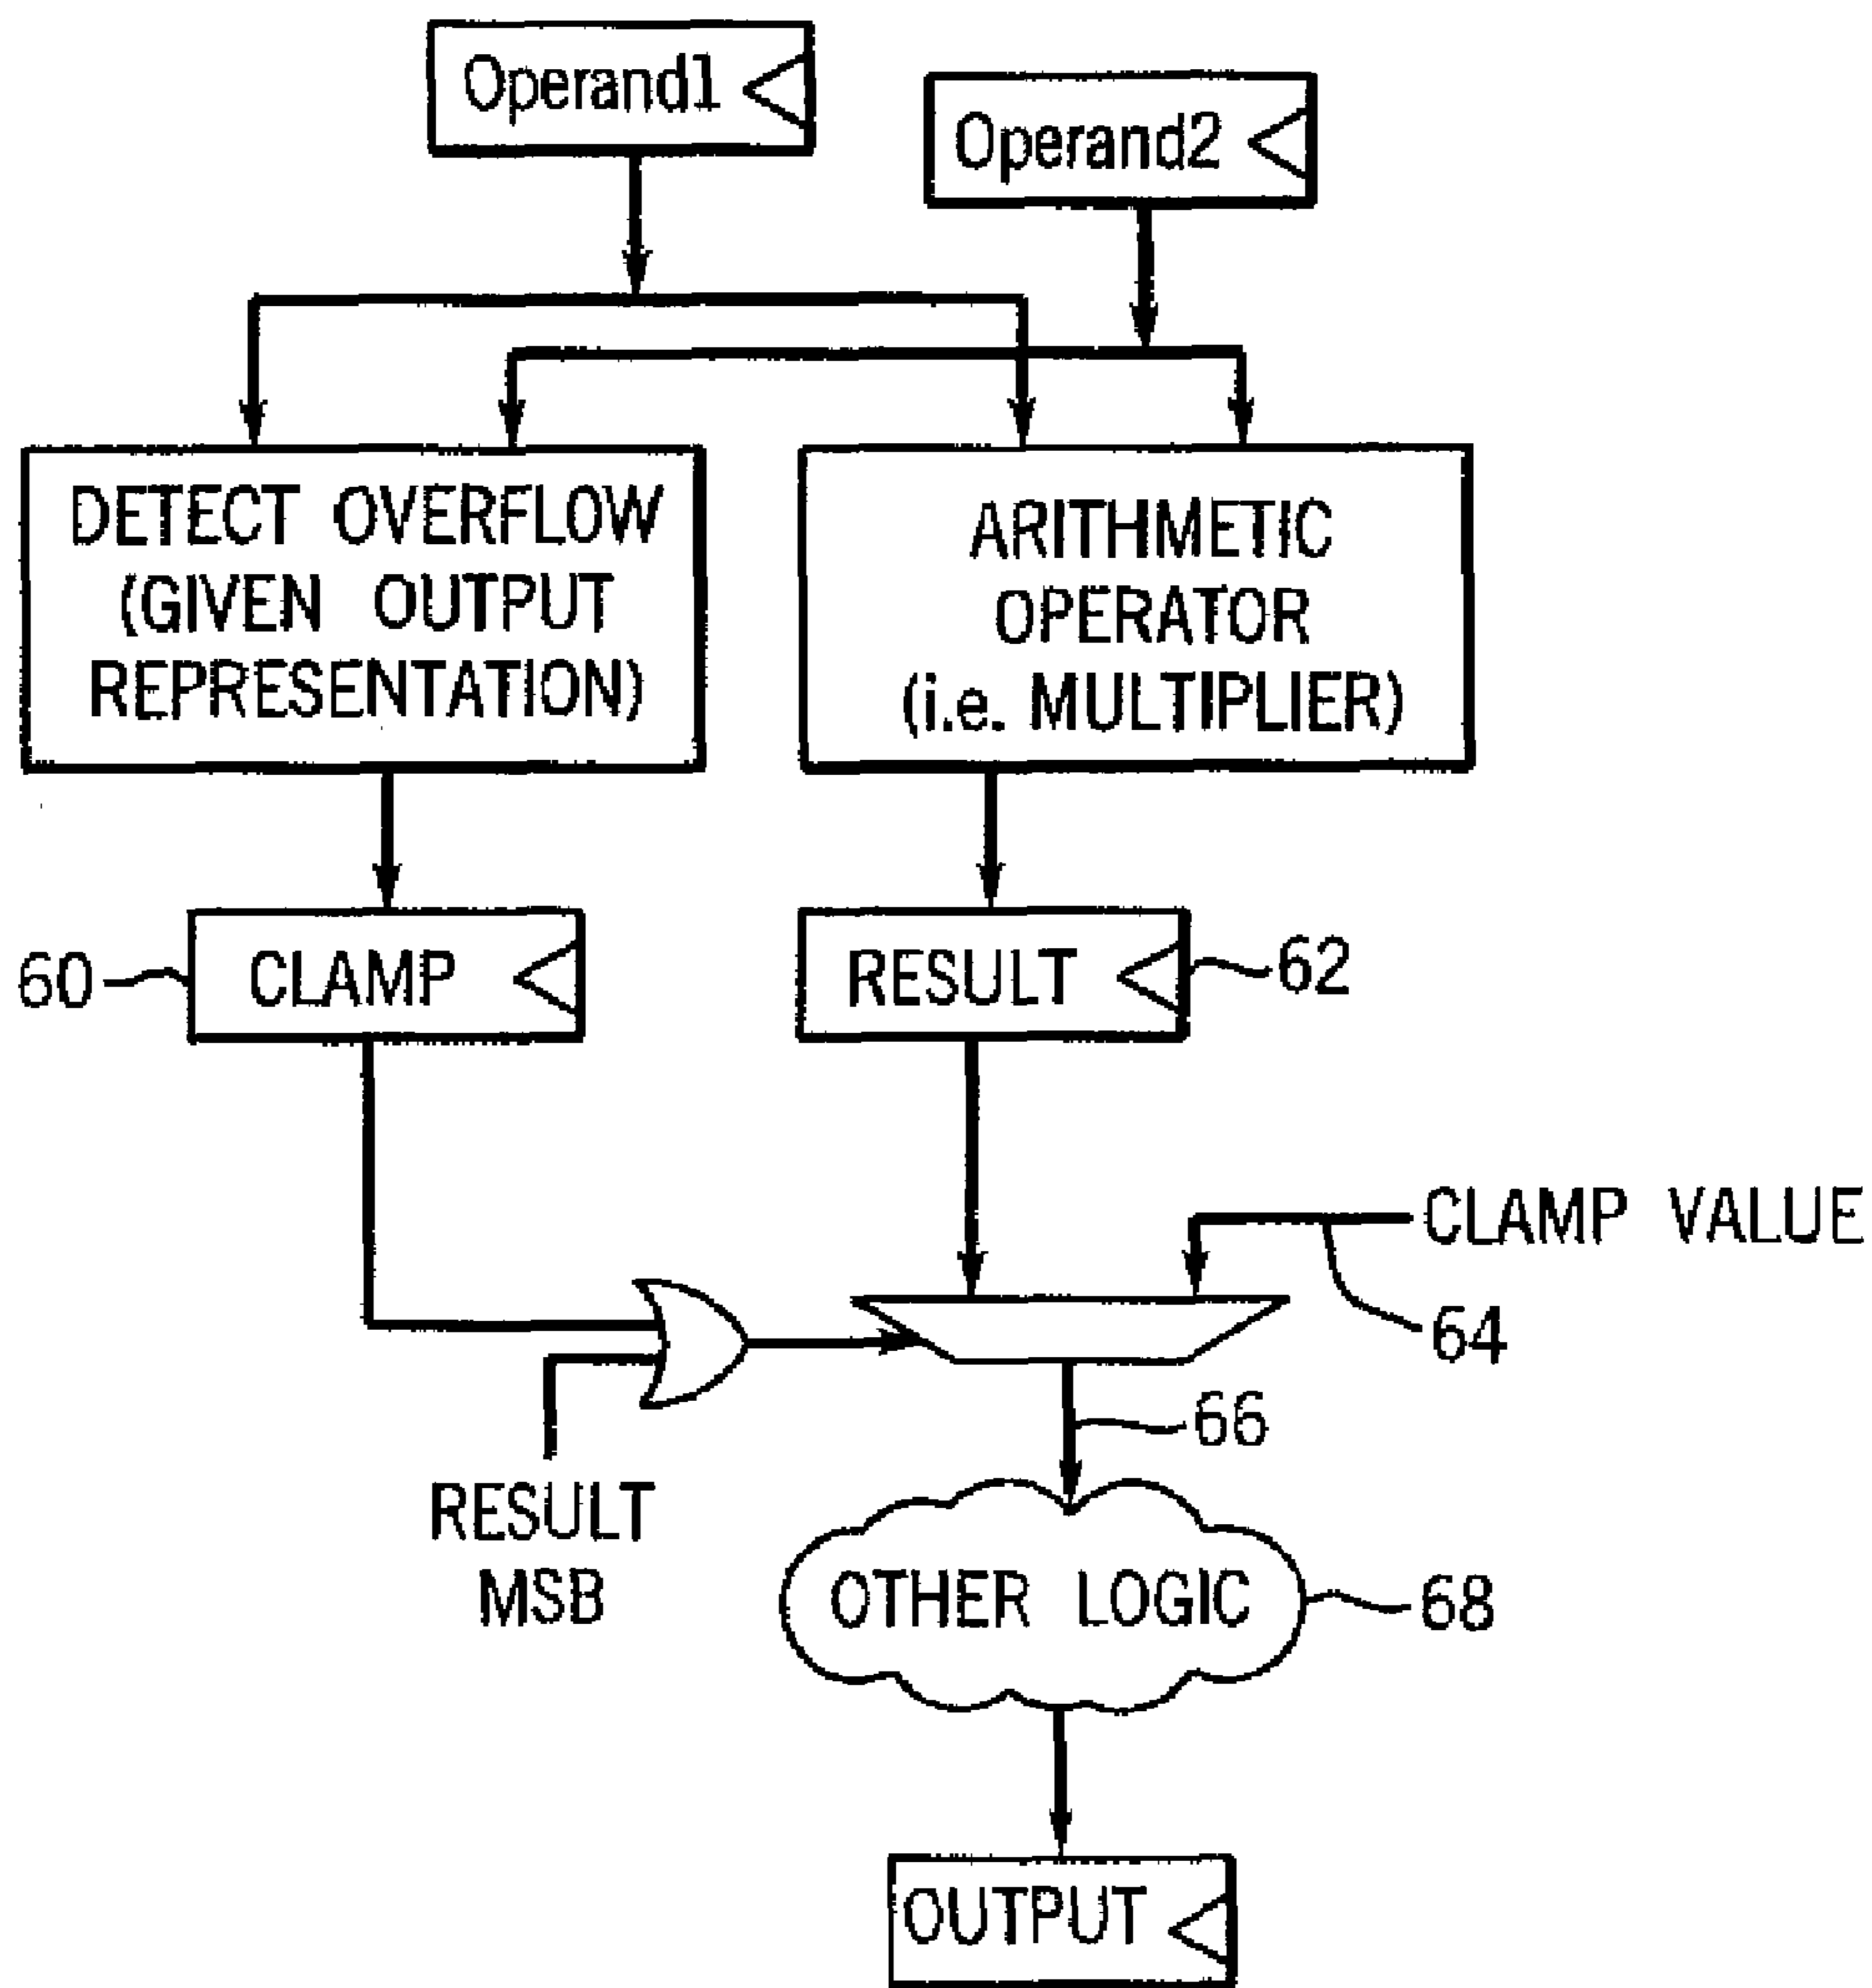 Operand1
Operand2
DETECT OVERFLOW
(GIVEN OUTPUT
REPRESENTATION)
ARITHMETIC
OPERATOR
(i.e. MULTIPLIER)
60
CLAMP
RESULT
62
CLAMP VALUE
64
66
RESULT
MSB
OTHER LOGIC
68
OUTPUT